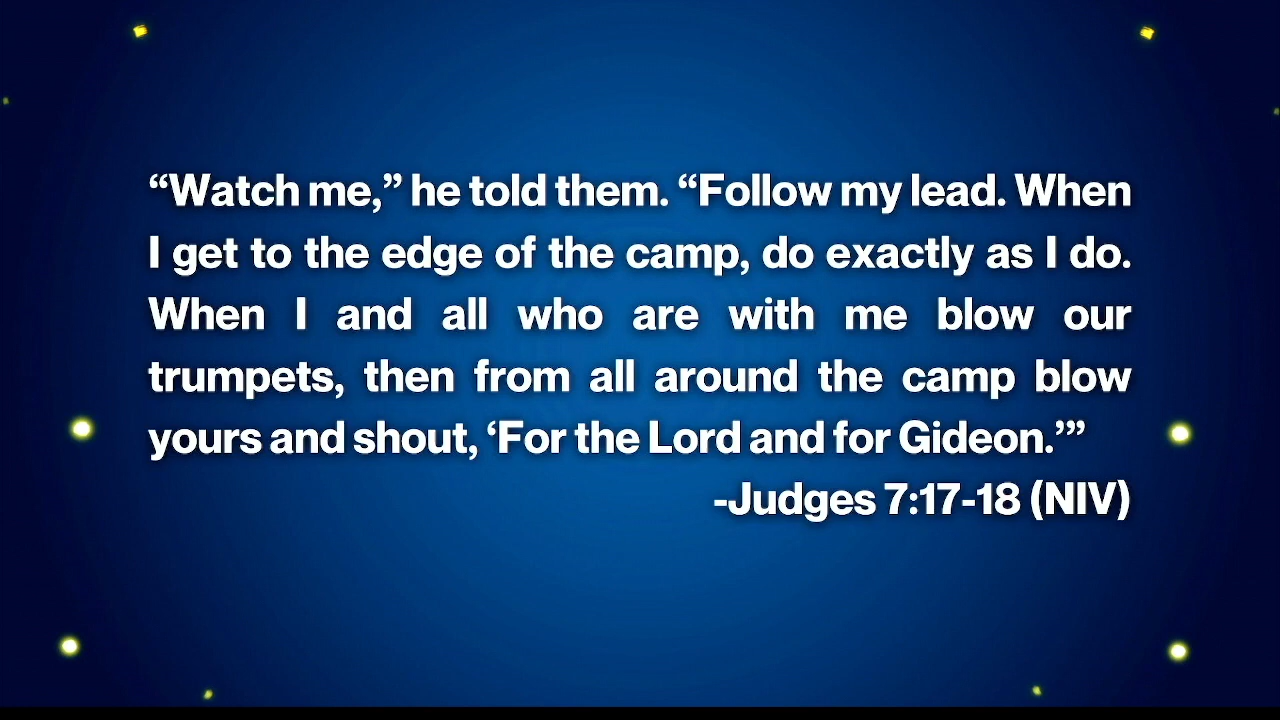 “Watch me,” he told them. “Follow my lead. When
I get to the edge of the camp, do exactly as I do.
When I and all who are with me blow our
trumpets, then from all around the camp blow
yours and shout, ‘For the Lord and for Gideon.’”
-Judges 7:17-18 (NIV)